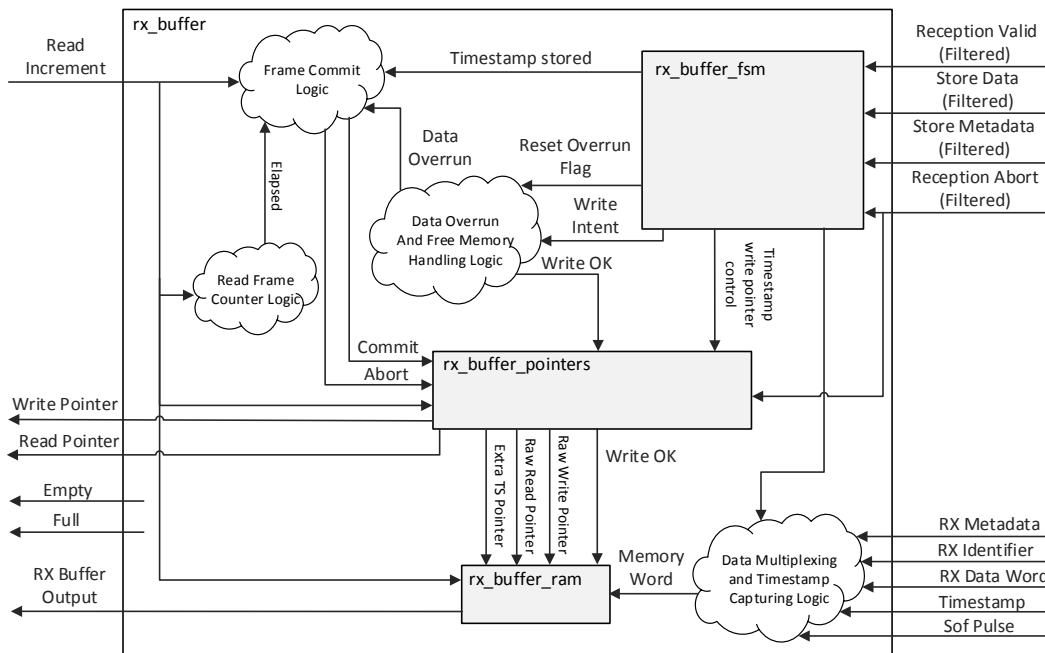 rx_buffer
Read
Increment
Frame Commit
Logic
Timestamp stored
rx_buffer_fsm
Reception Valid
(Filtered)
Store Data
(Filtered)
Store Metadata
(Filtered)
Reception Abort
(Filtered)
Data
Overrun
Reset Overrun
Flag
Elapsed
Write
Intent
Data Overrun
And Free Memory
Handling Logic
Write OK
Timestamp
write pointer
control
Read Frame
Counter Logic
Commit
Abort
rx_buffer_pointers
Write Pointer
Read Pointer
Extra TS Pointer
Raw Read Pointer
Raw Write Pointer
Write OK
Empty
Full
RX Buffer
Output
rx_buffer_ram
Memory
Word
Data Multiplexing
and Timestamp
Capturing Logic
RX Metadata
RX Identifier
RX Data Word
Timestamp
Sof Pulse